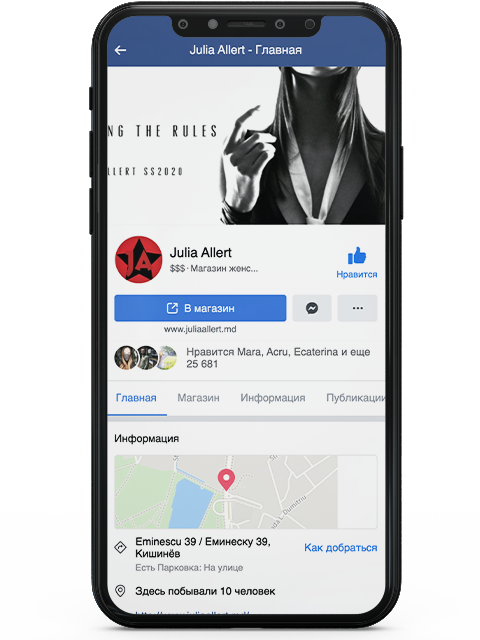 Julia Allert - Главная
NG THE RULES
LLERT SS2020
JA
Julia Allert
$$$ · Магазин женс...
Нравится
В магазин
www.juliaallert.md
Нравится Mara, Acru, Ecaterina и еще
25 681
Главная
Магазин
Информация
Публикации
Информация
Eminescu 39 / Еминеску 39,
Кишинёв
Как добраться
Есть Парковка: На улице
Здесь побывали 10 человек